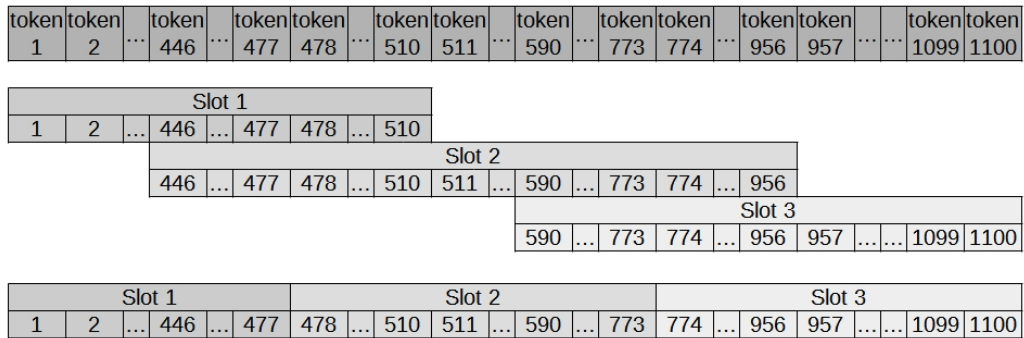 token token ... token ... token token ... token token ... token ... token token ... token token ... ... token token
1 2 446 477 478 510 511 590 773 774 956 957 1099 1100
Slot 1
1 2 ... 446 ... 477 478 ... 510
Slot 2
446 ... 477 478 ... 510 511 ... 590 ... 773 774 ... 956
Slot 3
590 ... 773 774 ... 956 957 ... ... 1099 1100
Slot 1 Slot 2 Slot 3
1 2 ... 446 ... 477 478 ... 510 511 ... 590 ... 773 774 ... 956 957 ... ... 1099 1100